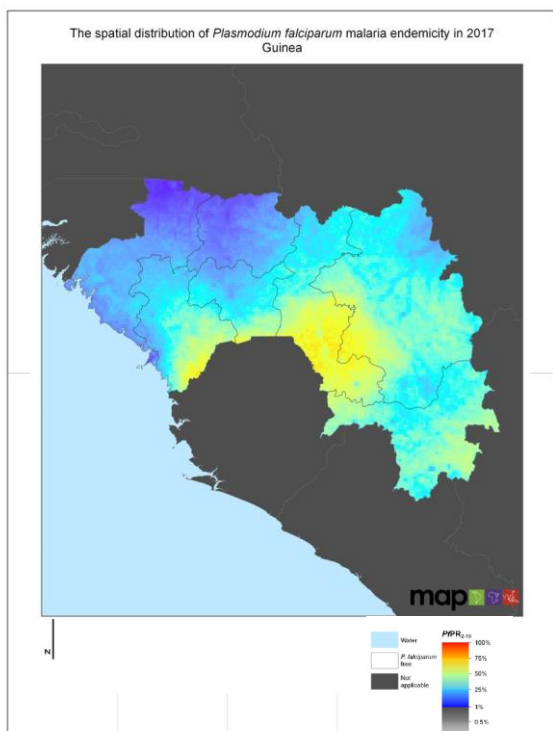 The spatial distribution of Plasmodium falciparum malaria endemicity in 2017
Guinea
map
N
Water
P. falciparum
free
Not
applicable
PfPR2-10
100%
75%
50%
25%
1%
0.5%